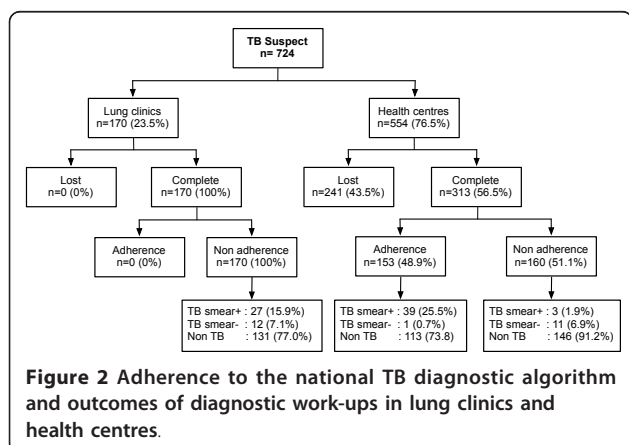 TB Suspect
n= 724
Lung clinics
n=170 (23.5%)
Health centres
n=554 (76.5%)
Lost
n=0 (0%)
Complete
n=170 (100%)
Lost
n=241 (43.5%)
Complete
n=313 (56.5%)
Adherence
n=0 (0%)
Non adherence
n=170 (100%)
Adherence
n=153 (48.9%)
Non adherence
n=160 (51.1%)
TB smear+ : 27 (15.9%)
TB smear- : 12 (7.1%)
Non TB : 131 (77.0%)
TB smear+ : 39 (25.5%)
TB smear- : 1 (0.7%)
Non TB : 113 (73.8)
TB smear+ : 3 (1.9%)
TB smear- : 11 (6.9%)
Non TB : 146 (91.2%)
Figure 2 Adherence to the national TB diagnostic algorithm
and outcomes of diagnostic work-ups in lung clinics and
health centres.